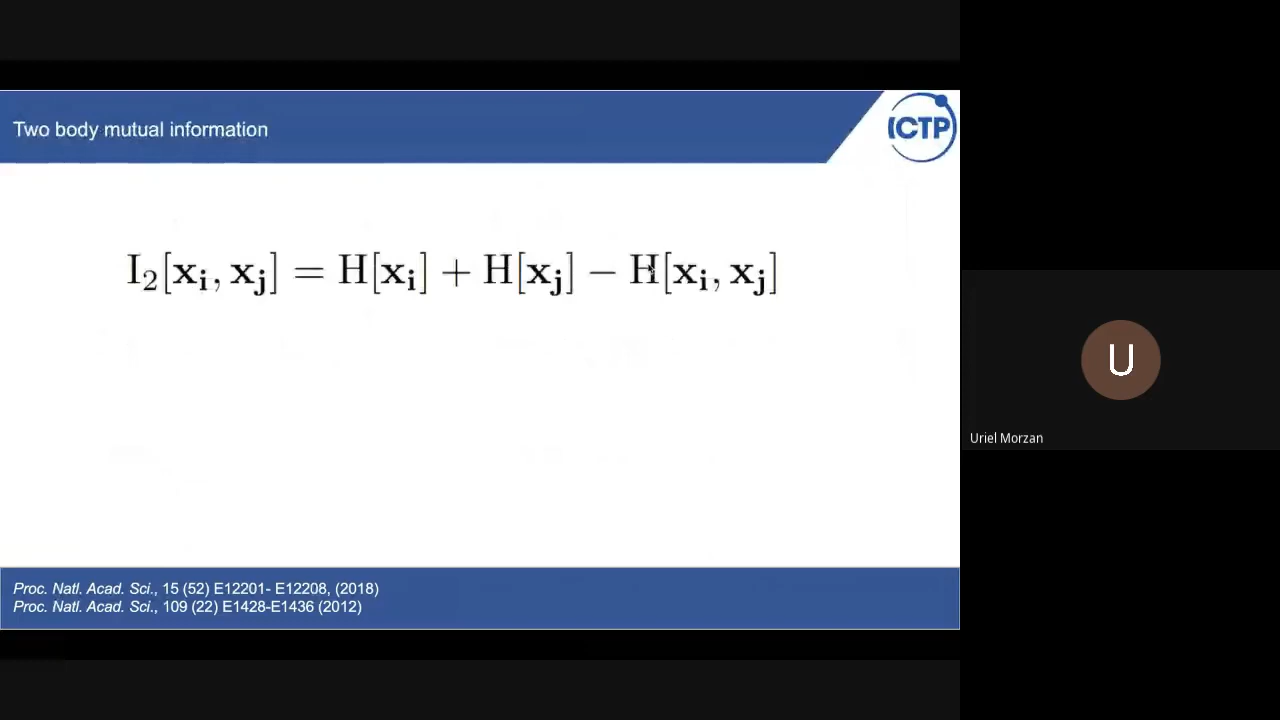 Two body mutual information
ICTP
I₂[xᵢ, xⱼ] = H[xᵢ] + H[xⱼ] − H[xᵢ, xⱼ]
U
Uriel Morzan
Proc. Natl. Acad. Sci., 15 (52) E12201- E12208, (2018)
Proc. Natl. Acad. Sci., 109 (22) E1428-E1436 (2012)